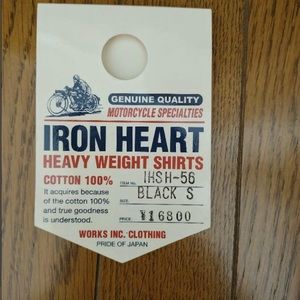 GENUINE QUALITY
MOTORCYCLE SPECIALTIES
IRON HEART
HEAVY WEIGHT SHIRTS
COTTON 100%
It acquires because
of the cotton 100%
and true goodness
is understood.
ITEM No. IHSH-56
BLACK S
SIZE
PRICE ¥16800
WORKS INC. CLOTHING
PRIDE OF JAPAN